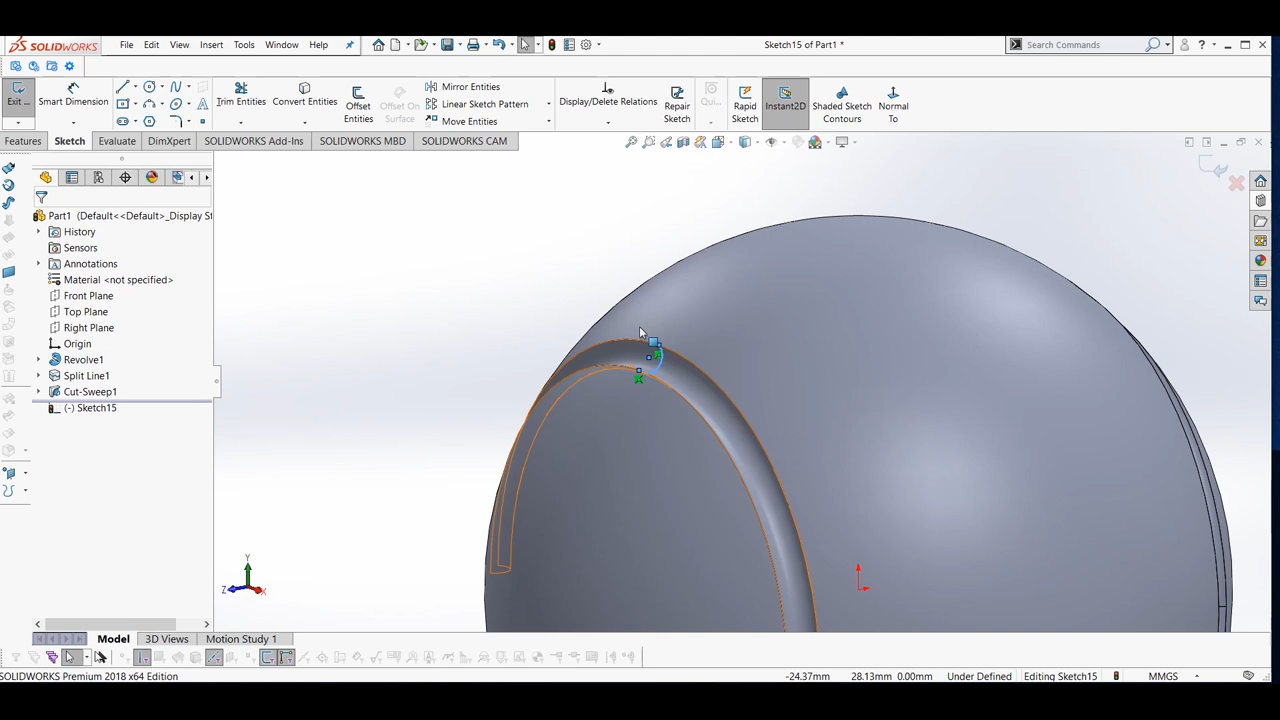 SOLIDWORKS File Edit View Insert Tools Window Help Sketch15 of Part1 * Search Commands
Exit ... Smart Dimension Trim Entities Convert Entities Offset Entities Offset On Surface Mirror Entities Linear Sketch Pattern Move Entities Display/Delete Relations Repair Sketch Qui... Rapid Sketch Instant2D Shaded Sketch Contours Normal To
Features Sketch Evaluate DimXpert SOLIDWORKS Add-Ins SOLIDWORKS MBD SOLIDWORKS CAM
Part1 (Default<<Default>_Display St
History
Sensors
Annotations
Material <not specified>
Front Plane
Top Plane
Right Plane
Origin
Revolve1
Split Line1
Cut-Sweep1
(-) Sketch15
Y
Z X
Model 3D Views Motion Study 1
SOLIDWORKS Premium 2018 x64 Edition -24.37mm 28.13mm 0.00mm Under Defined Editing Sketch15 MMGS